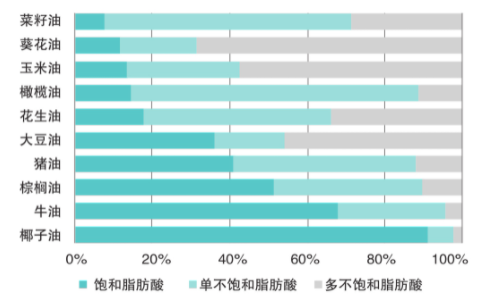 菜籽油
葵花油
玉米油
橄榄油
花生油
大豆油
猪油
棕榈油
牛油
椰子油
0% 20% 40% 60% 80% 100%
饱和脂肪酸 单不饱和脂肪酸 多不饱和脂肪酸